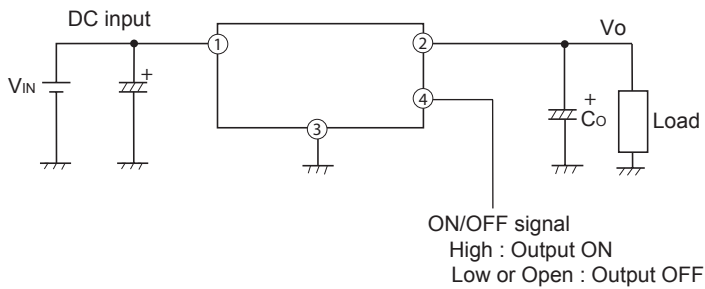 DC input
Vo
1
2
VIN
+
4
+
Co
Load
3
ON/OFF signal
High : Output ON
Low or Open : Output OFF